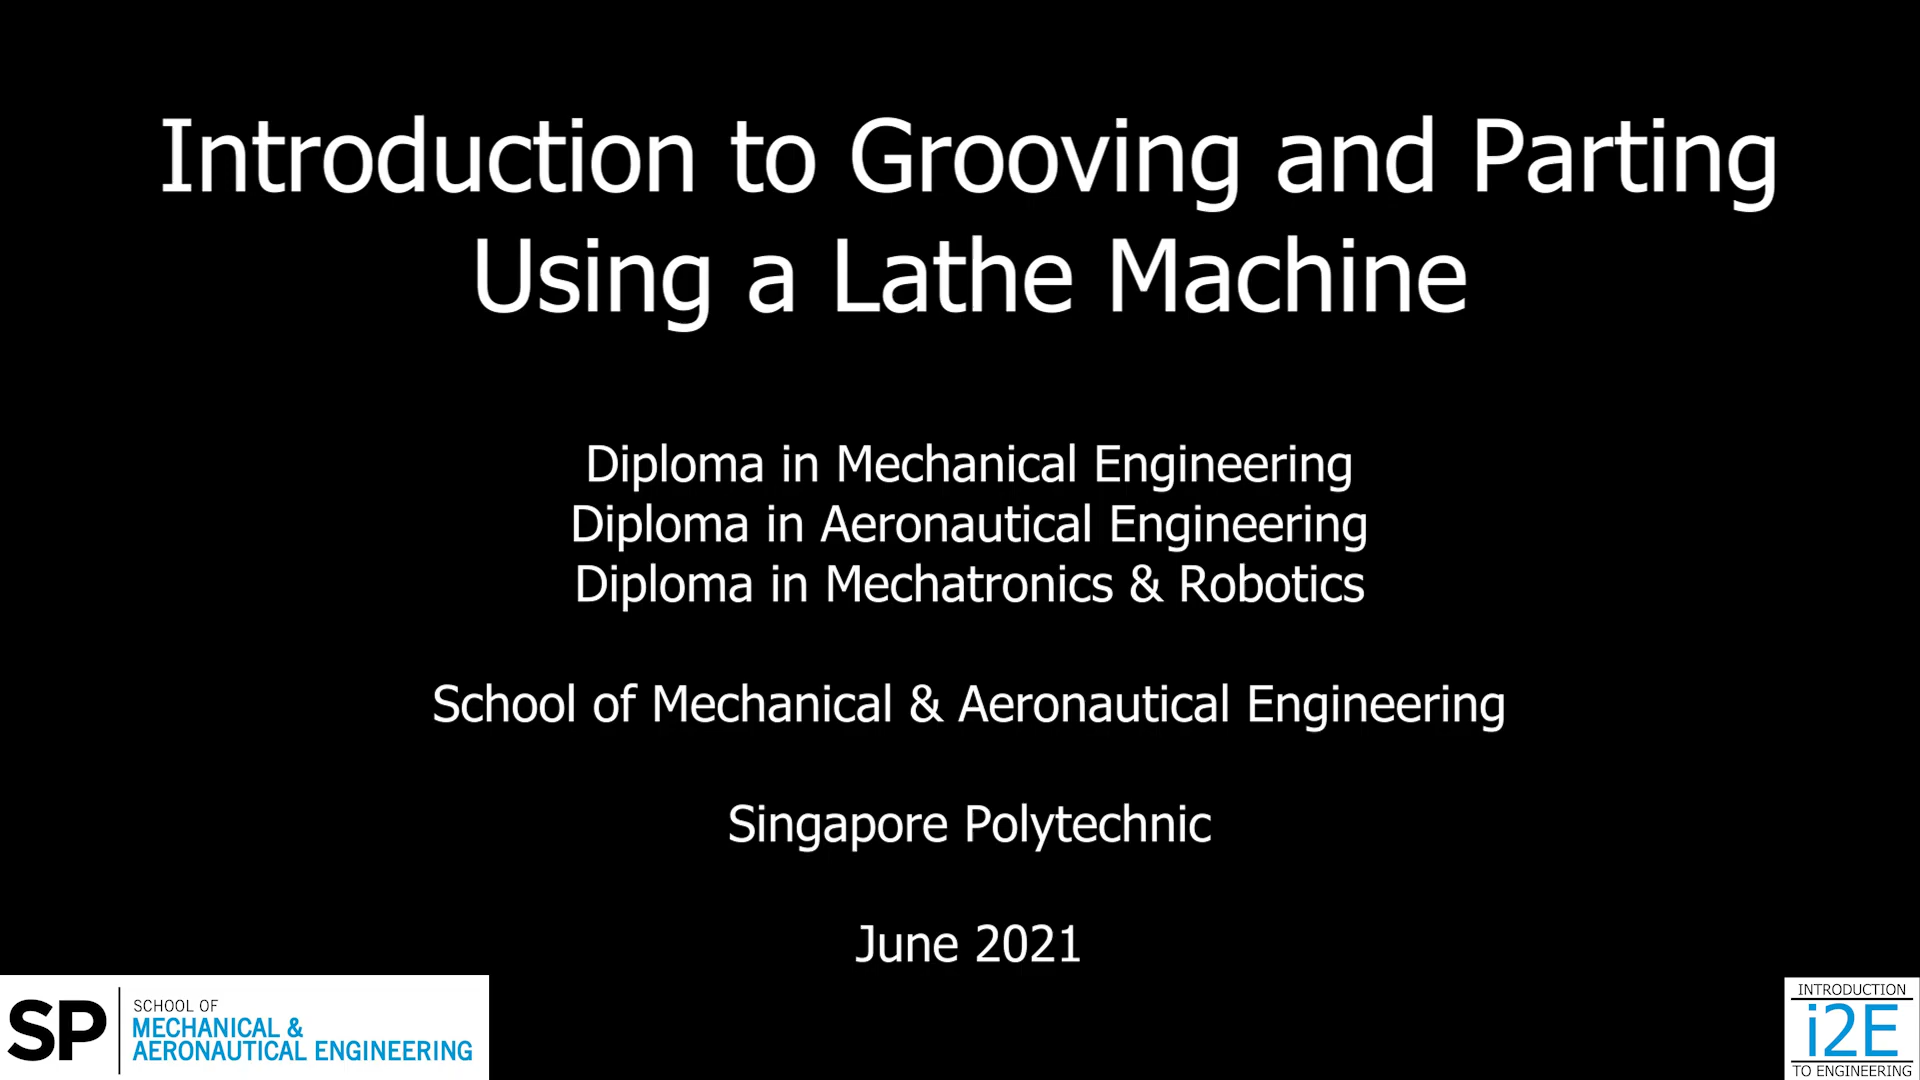 Introduction to Grooving and Parting
Using a Lathe Machine
Diploma in Mechanical Engineering
Diploma in Aeronautical Engineering
Diploma in Mechatronics & Robotics
School of Mechanical & Aeronautical Engineering
Singapore Polytechnic
June 2021
SP
SCHOOL OF
MECHANICAL &
AERONAUTICAL ENGINEERING
INTRODUCTION
i2E
TO ENGINEERING